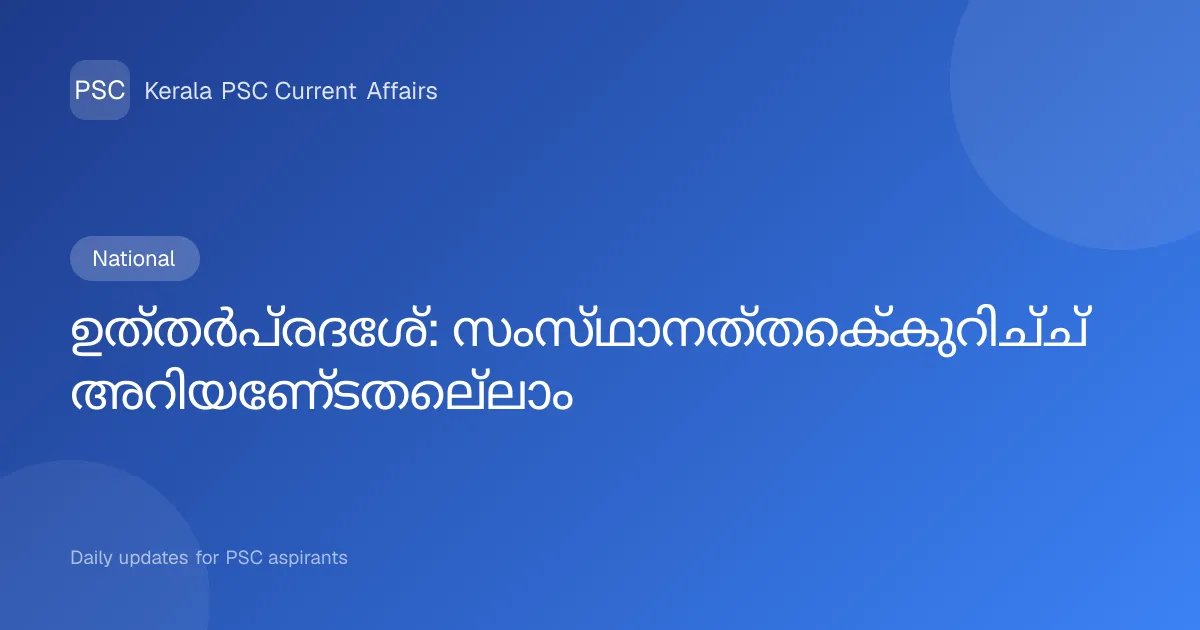 PSC
Kerala PSC Current Affairs
National
ഉത്തർപ്രദേശ്: സംസ്ഥാനത്തെക്കുറിച്ച്
അറിയേണ്ടതെല്ലാം
Daily updates for PSC aspirants